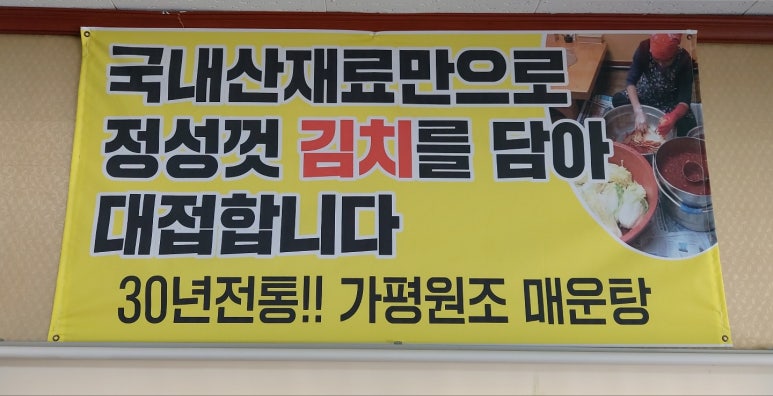 국내산재료만으로
정성껏 김치를 담아
대접합니다
30년전통!! 가평원조 매운탕